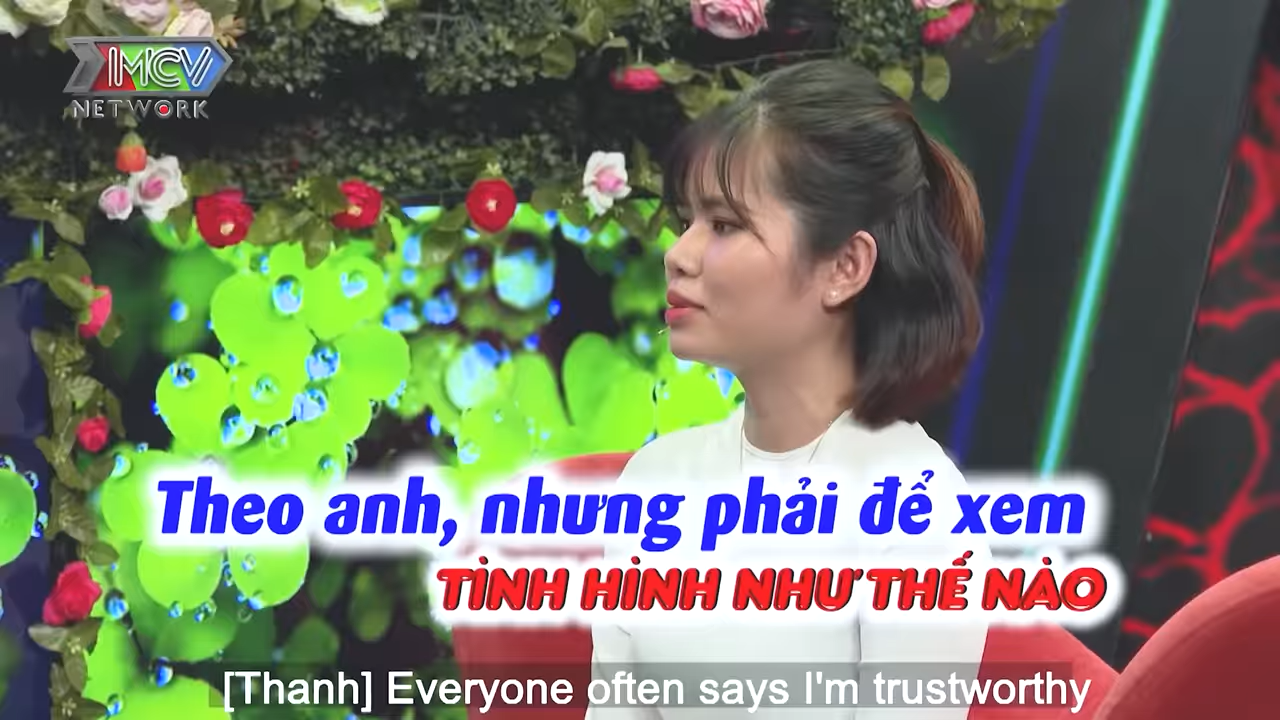 MCV
NETWORK
Theo anh, nhưng phải để xem
TÌNH HÌNH NHƯ THẾ NÀO
[Thanh] Everyone often says I'm trustworthy